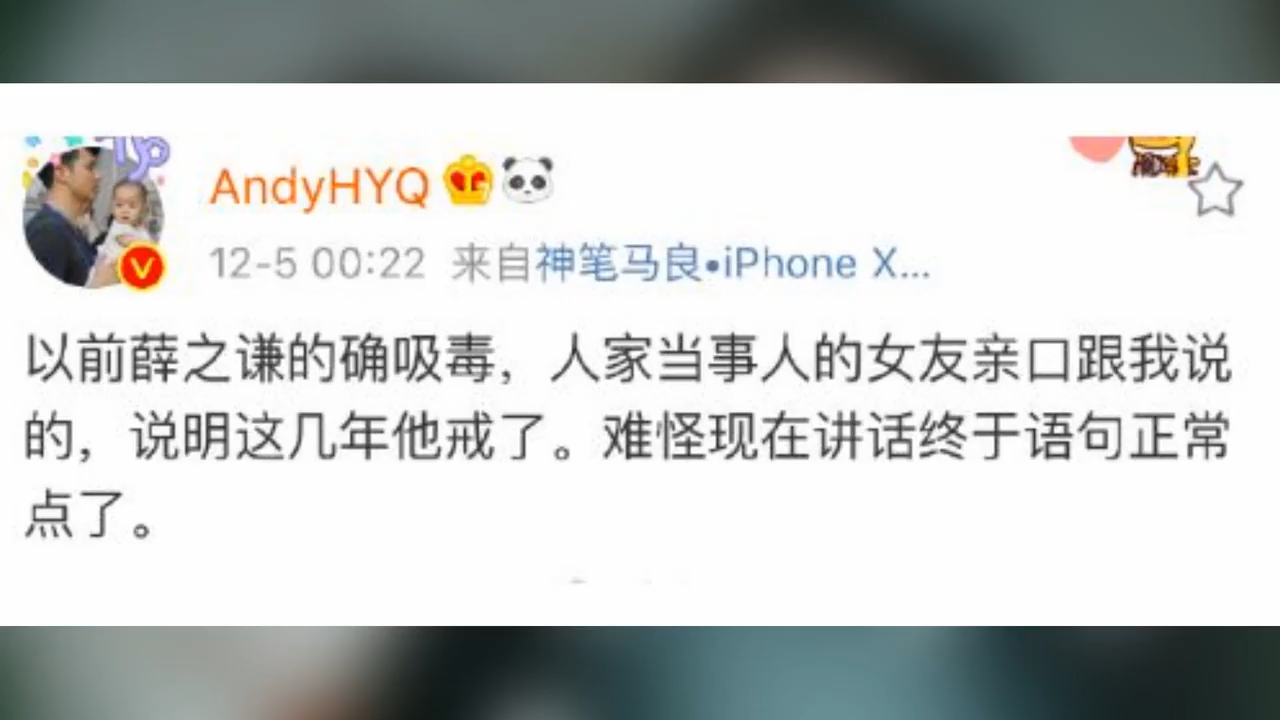 AndyHYQ
12-5 00:22 来自神笔马良•iPhone X...
以前薛之谦的确吸毒，人家当事人的女友亲口跟我说
的，说明这几年他戒了。难怪现在讲话终于语句正常
点了。